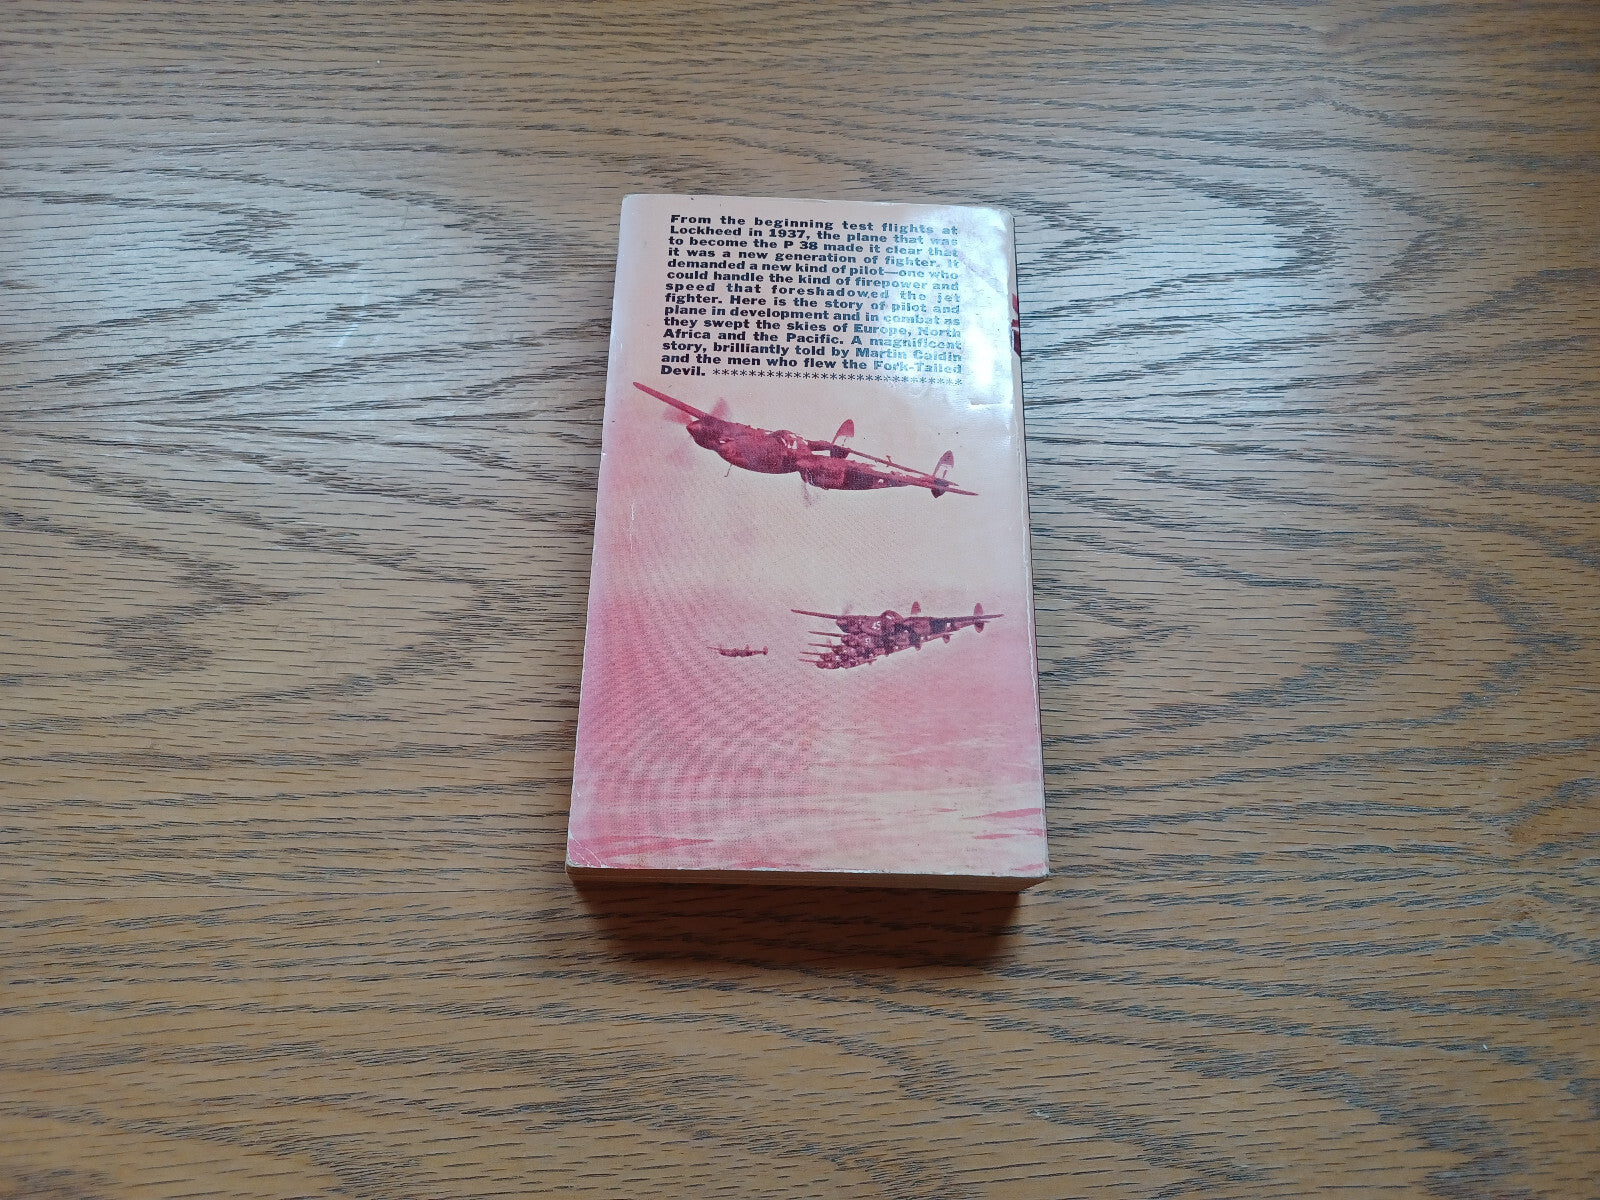 From the beginning test flights at
Lockheed in 1937, the plane that was
to become the P 38 made it clear that
it was a new generation of fighter. It
demanded a new kind of pilot—one who
could handle the kind of firepower and
speed that foreshadowed the jet
fighter. Here is the story of pilot and
plane in development and in combat as
they swept the skies of Europe, North
Africa and the Pacific. A magnificent
story, brilliantly told by Martin Caidin
and the men who flew the Fork-Tailed
Devil. ****************************
45